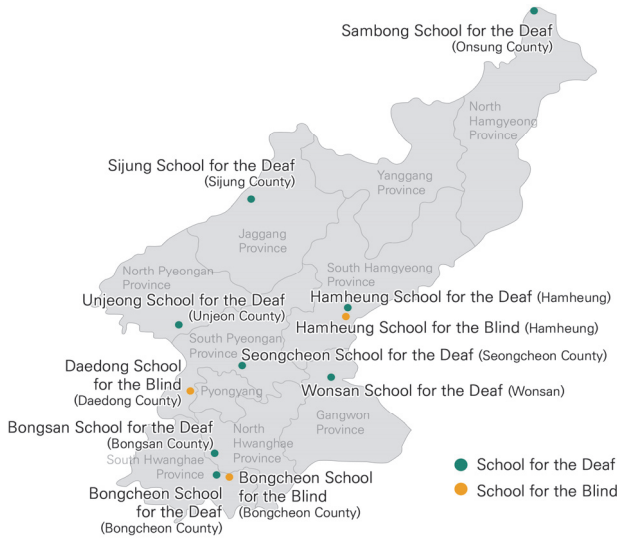 Sambong School for the Deaf
(Onsung County)
North
Hamgyeong
Province
Sijung School for the Deaf
(Sijung County)
Yanggang
Province
Jaggang
Province
North Pyeongan
Province
South Hamgyeong
Province
Unjeong School for the Deaf
(Unjeon County)
Hamheung School for the Deaf (Hamheung)
Hamheung School for the Blind (Hamheung)
South Pyeongan
Province
Seongcheon School for the Deaf (Seongcheon County)
Daedong School
for the Blind
(Daedong County)
Pyongyang
Wonsan School for the Deaf (Wonsan)
Gangwon
Province
Bongsan School for the Deaf
(Bongsan County)
North
Hwanghae
Province
South Hwanghae
Province
Bongcheon School
for the Deaf
(Bongcheon County)
Bongcheon School
for the Blind
(Bongcheon County)
School for the Deaf
School for the Blind